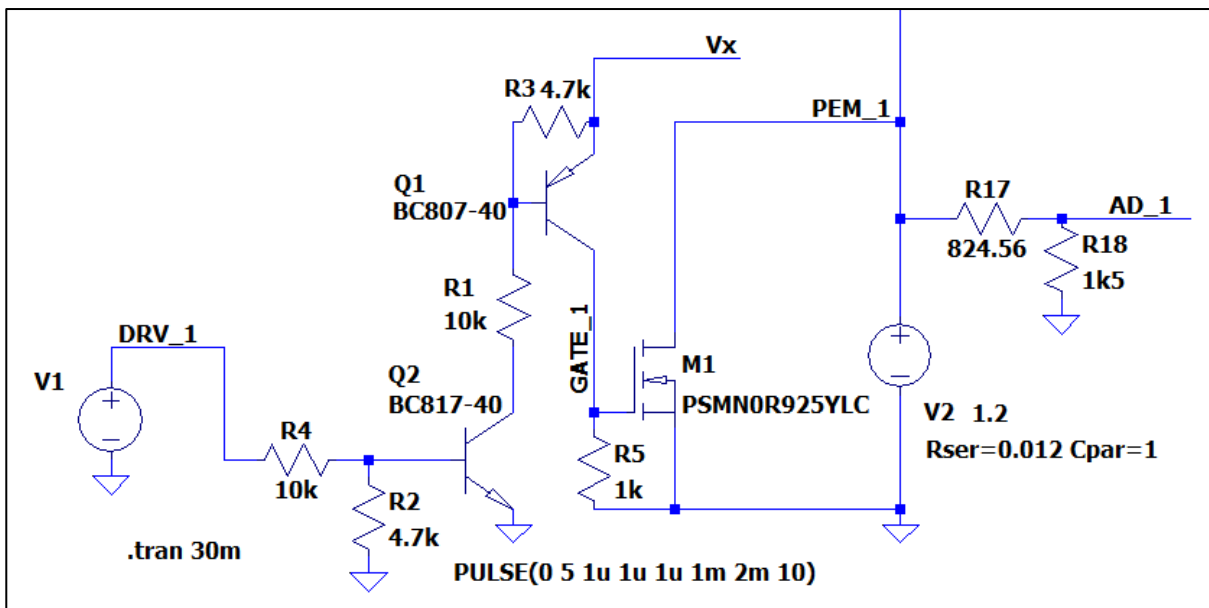 Vx
R3 4.7k
PEM_1
Q1
BC807-40
R17
824.56
AD_1
R18
1k5
R1
10k
GATE_1
DRV_1
V1
Q2
BC817-40
M1
PSMN0R925YLC
V2 1.2
Rser=0.012 Cpar=1
R4
10k
R5
1k
R2
4.7k
.tran 30m
PULSE(0 5 1u 1u 1u 1m 2m 10)